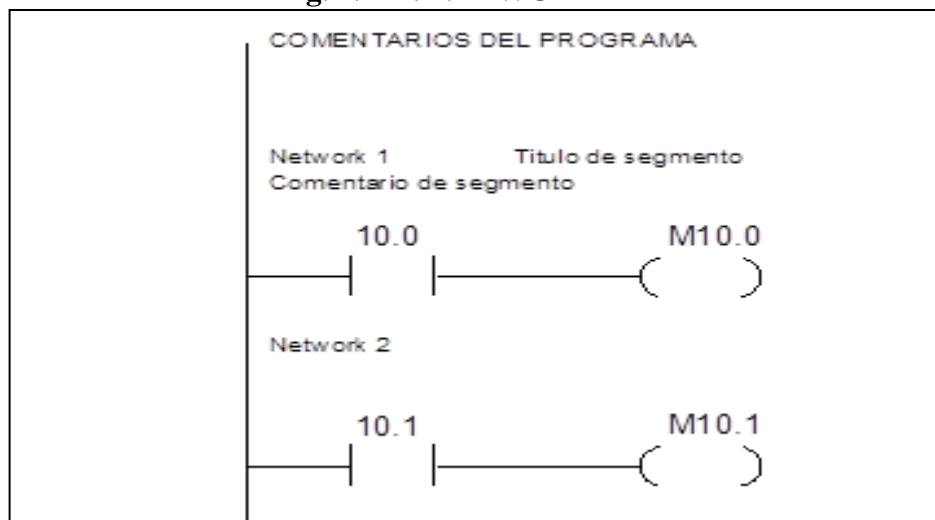 COMENTARIOS DEL PROGRAMA
Network 1 Titulo de segmento
Comentario de segmento
10.0 M10.0
Network 2
10.1 M10.1